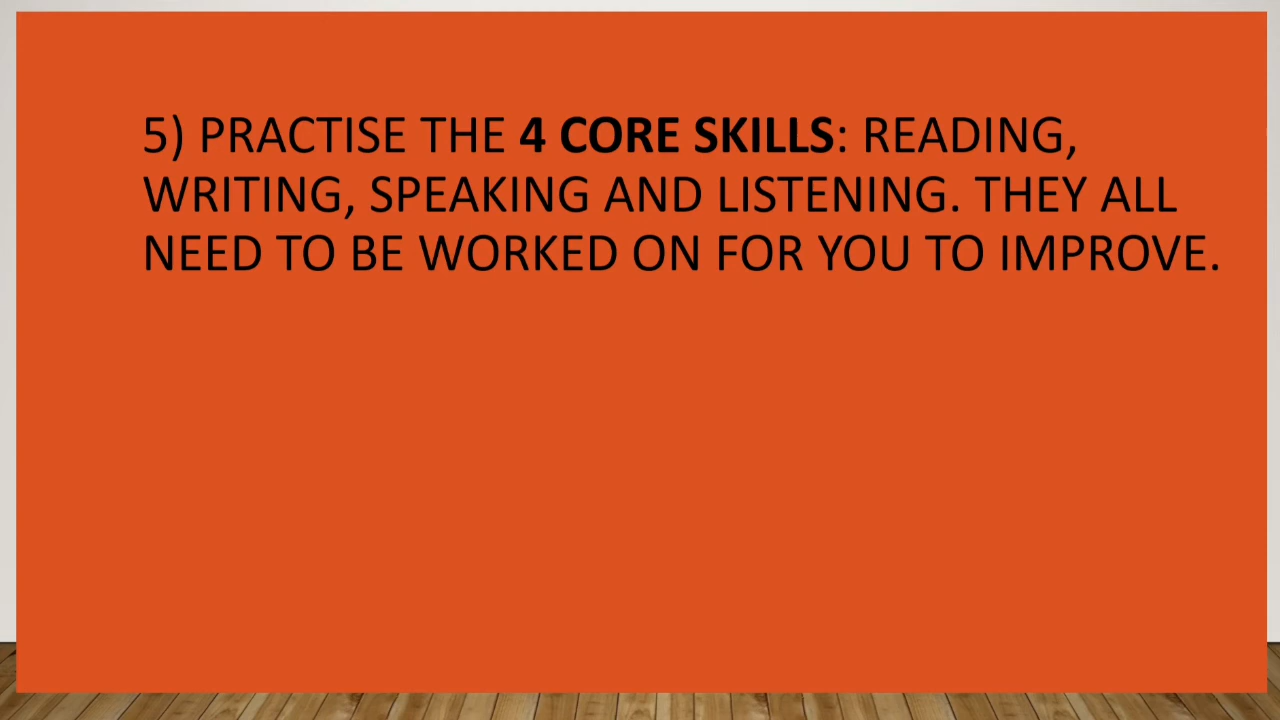 5) PRACTISE THE 4 CORE SKILLS: READING,
WRITING, SPEAKING AND LISTENING. THEY ALL
NEED TO BE WORKED ON FOR YOU TO IMPROVE.